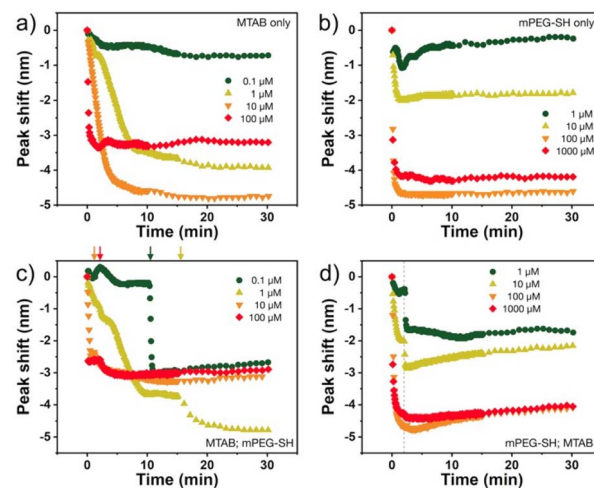 a)
MTAB only
Peak shift (nm)
0
-1
-2
-3
-4
-5
0.1 µM
1 µM
10 µM
100 µM
0 10 20 30
Time (min)
b)
mPEG-SH only
Peak shift (nm)
0
-1
-2
-3
-4
-5
1 µM
10 µM
100 µM
1000 µM
0 10 20 30
Time (min)
c)
Peak shift (nm)
0
-1
-2
-3
-4
-5
0.1 µM
1 µM
10 µM
100 µM
MTAB; mPEG-SH
0 10 20 30
Time (min)
d)
Peak shift (nm)
0
-1
-2
-3
-4
-5
1 µM
10 µM
100 µM
1000 µM
mPEG-SH; MTAB
0 10 20 30
Time (min)